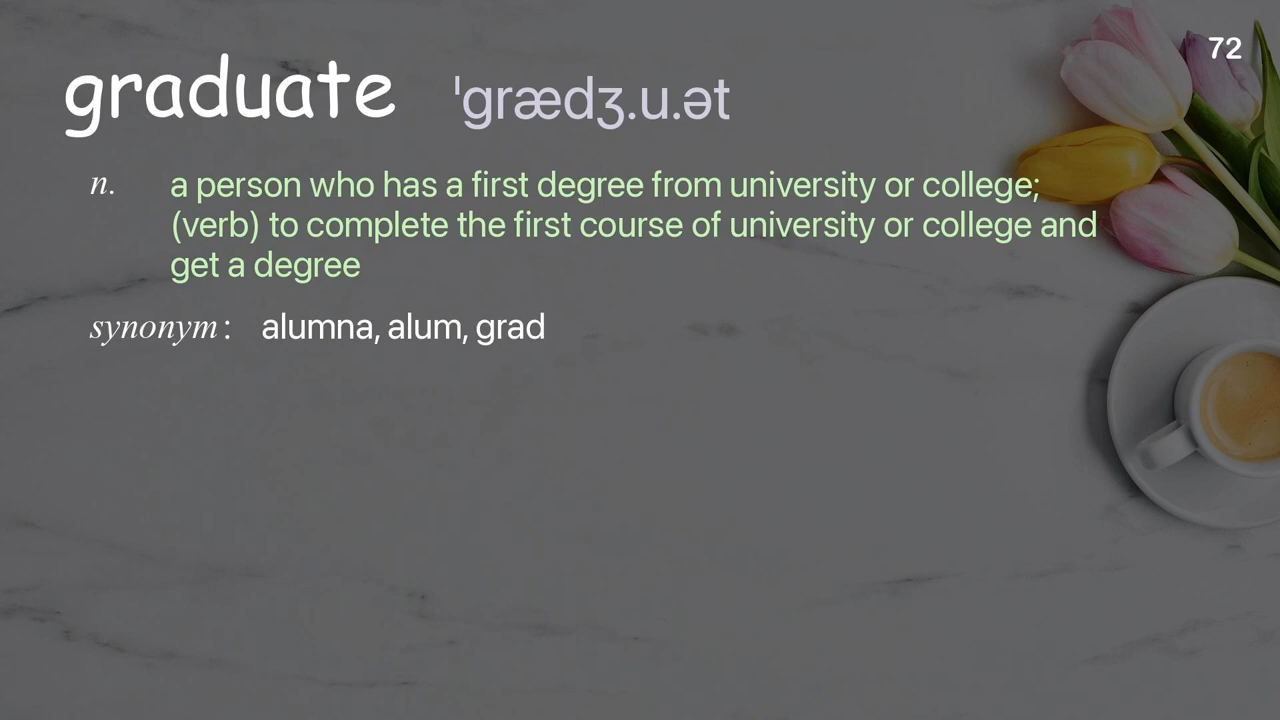 72
graduate ˈgrædʒ.u.ət
n. a person who has a first degree from university or college;
(verb) to complete the first course of university or college and
get a degree
synonym: alumna, alum, grad